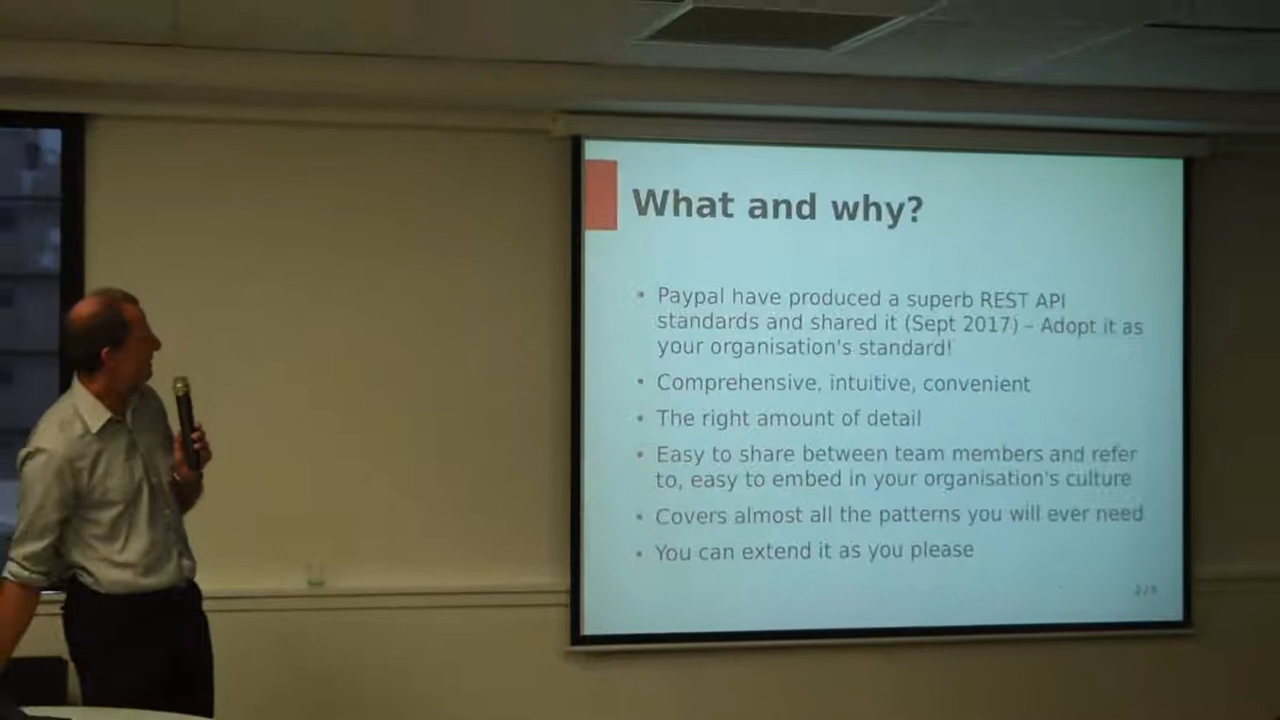 What and why?
• Paypal have produced a superb REST API
standards and shared it (Sept 2017) – Adopt it as
your organisation's standard!
• Comprehensive, intuitive, convenient
• The right amount of detail
• Easy to share between team members and refer
to, easy to embed in your organisation's culture
• Covers almost all the patterns you will ever need
• You can extend it as you please